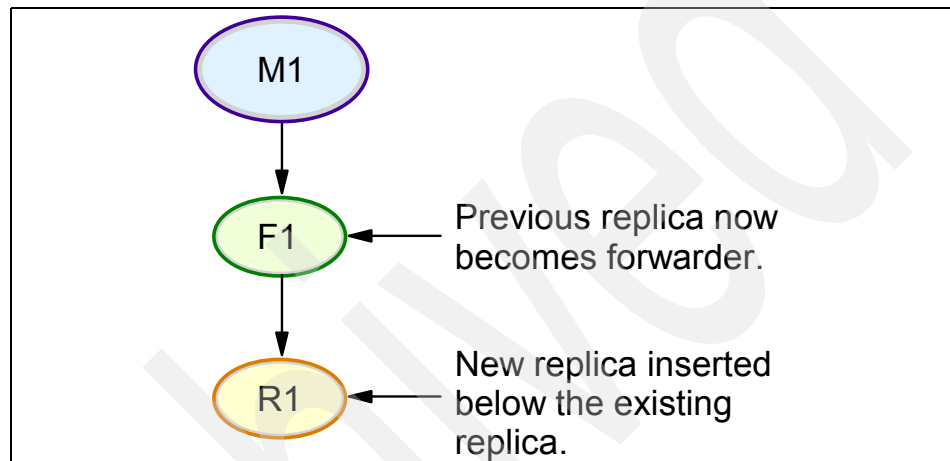 M1
F1
Previous replica now
becomes forwarder.
R1
New replica inserted
below the existing
replica.